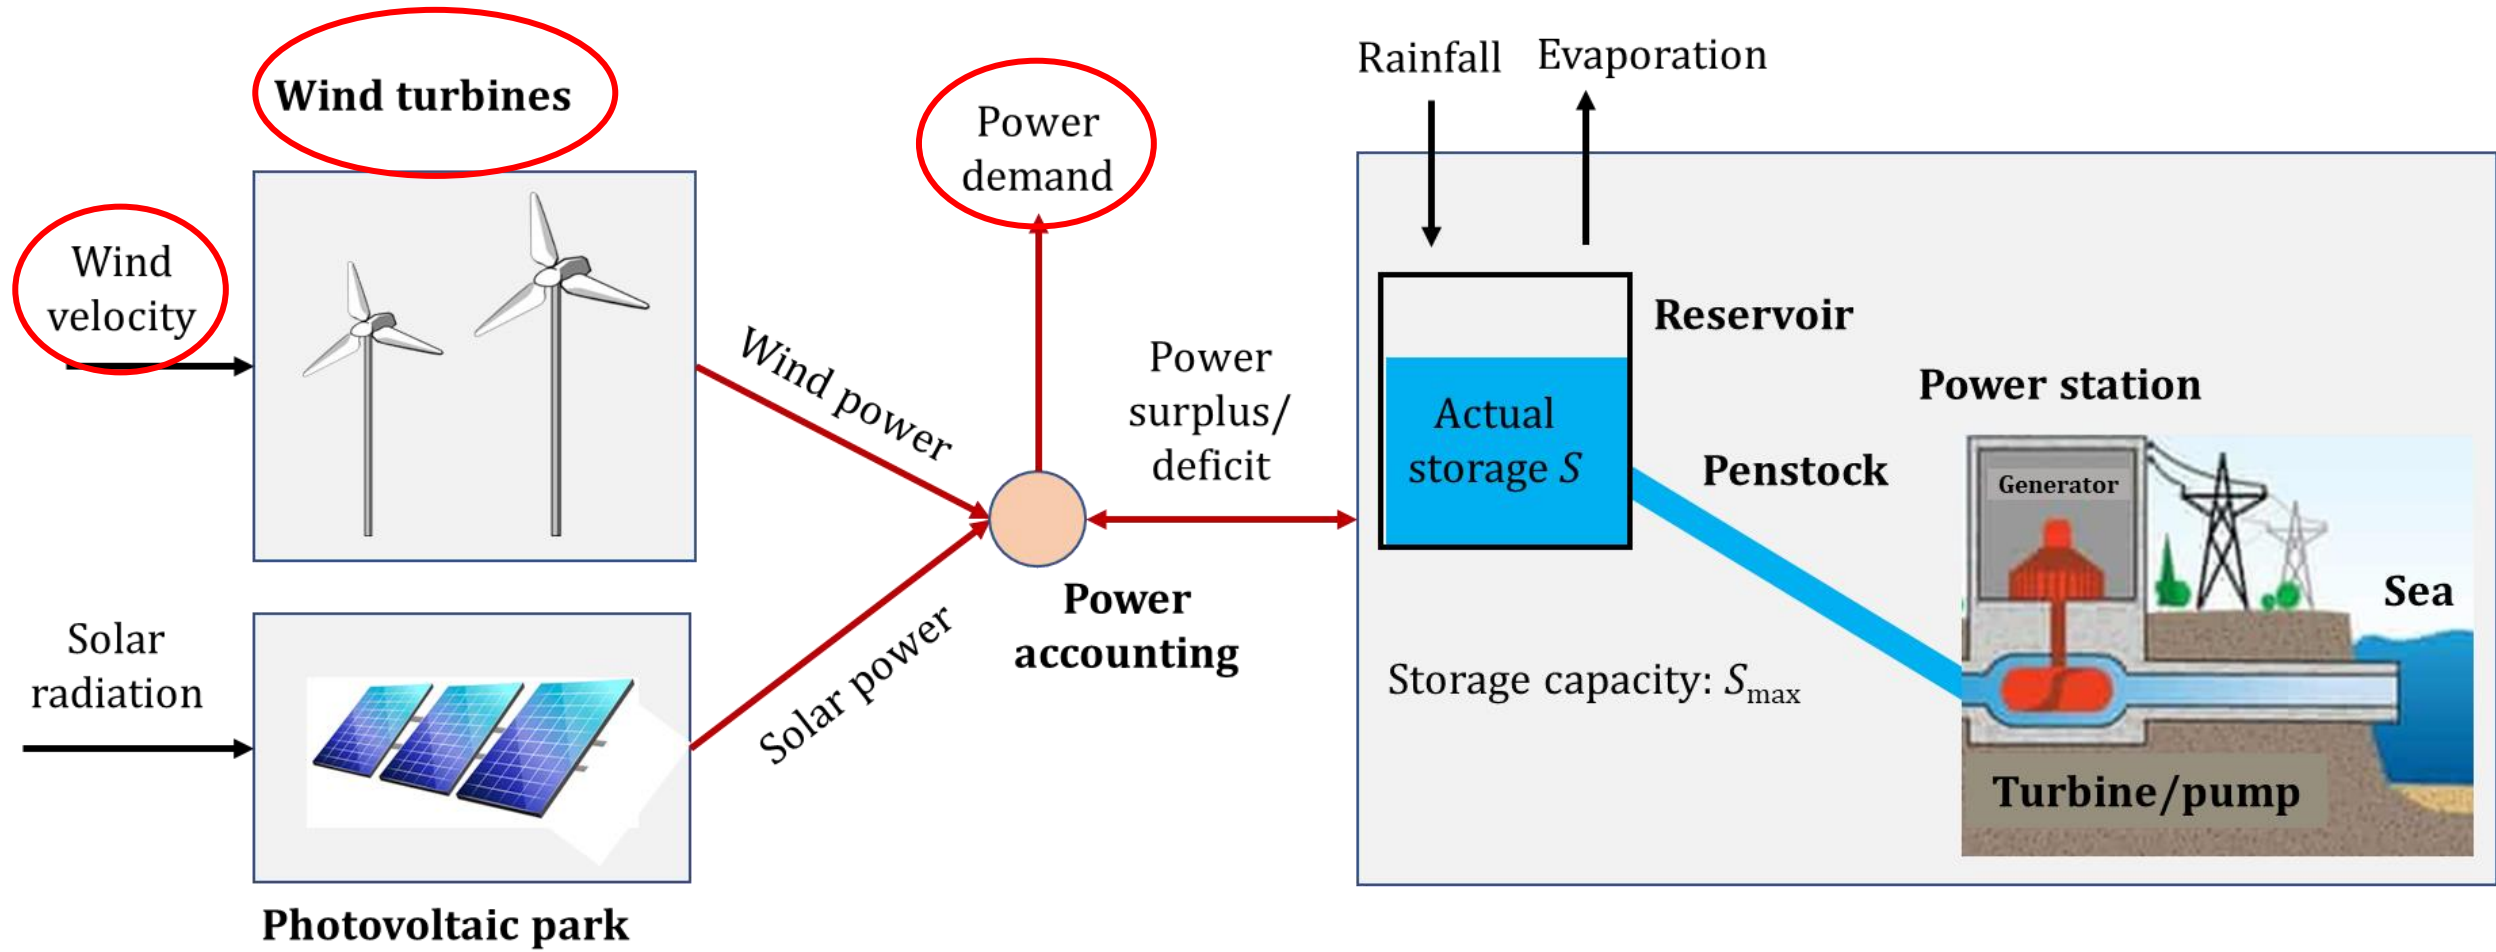 Wind turbines
Wind
velocity
Solar
radiation
Photovoltaic park
Wind power
Solar power
Power
demand
Power
accounting
Power
surplus/
deficit
Rainfall
Evaporation
Reservoir
Actual
storage S
Penstock
Storage capacity: Smax
Power station
Generator
Sea
Turbine/pump